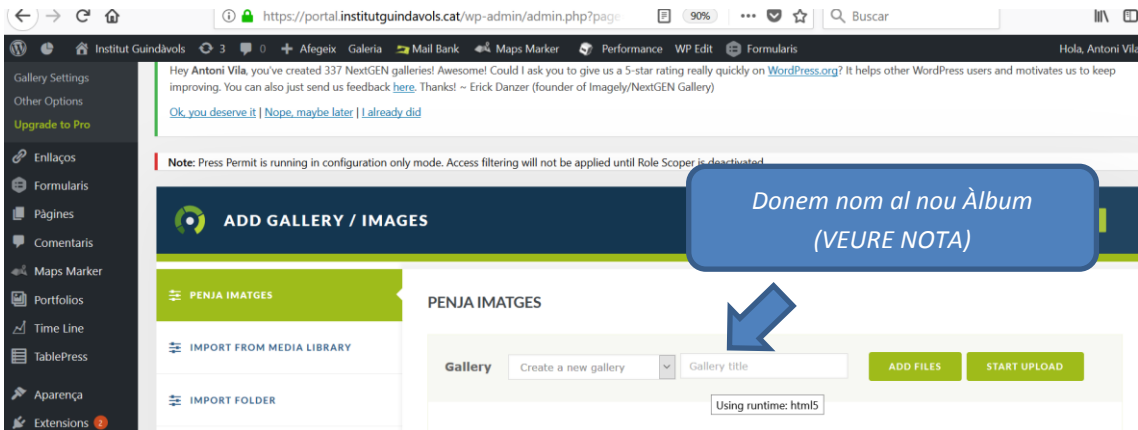 https://portal.institutguindavols.cat/wp-admin/admin.php?page
90%
Buscar
Institut Guindàvols 3 0 Afegeix Galeria Mail Bank Maps Marker Performance WP Edit Formularis Hola, Antoni Vila
Gallery Settings
Other Options
Upgrade to Pro
Enllaços
Formularis
Pàgines
Comentaris
Maps Marker
Portfolios
Time Line
TablePress
Aparença
Extensions 2
Hey Antoni Vila, you've created 337 NextGEN galleries! Awesome! Could I ask you to give us a 5-star rating really quickly on WordPress.org? It helps other WordPress users and motivates us to keep
improving. You can also just send us feedback here. Thanks! ~ Erick Danzer (founder of Imagely/NextGEN Gallery)
Ok, you deserve it | Nope, maybe later | I already did
Note: Press Permit is running in configuration only mode. Access filtering will not be applied until Role Scoper is deactivated
Donem nom al nou Àlbum
(VEURE NOTA)
ADD GALLERY / IMAGES
PENJA IMATGES
IMPORT FROM MEDIA LIBRARY
IMPORT FOLDER
PENJA IMATGES
Gallery Create a new gallery Gallery title ADD FILES START UPLOAD
Using runtime: html5